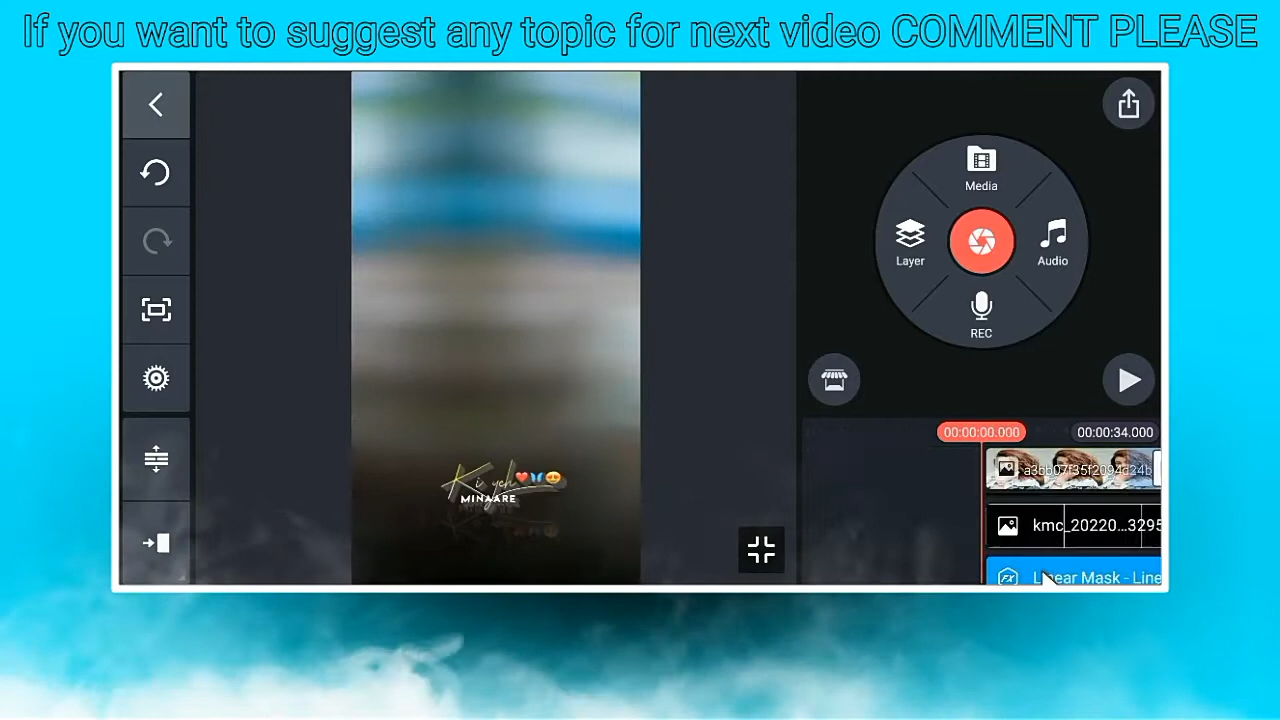 If you want to suggest any topic for next video COMMENT PLEASE
Media
Layer
Audio
REC
00:00:00.000
00:00:34.000
a36b07f35f2094d24b
kmc_20220...3295
Linear Mask - Line
Ki yeh❤️🦋😍
MINAARE